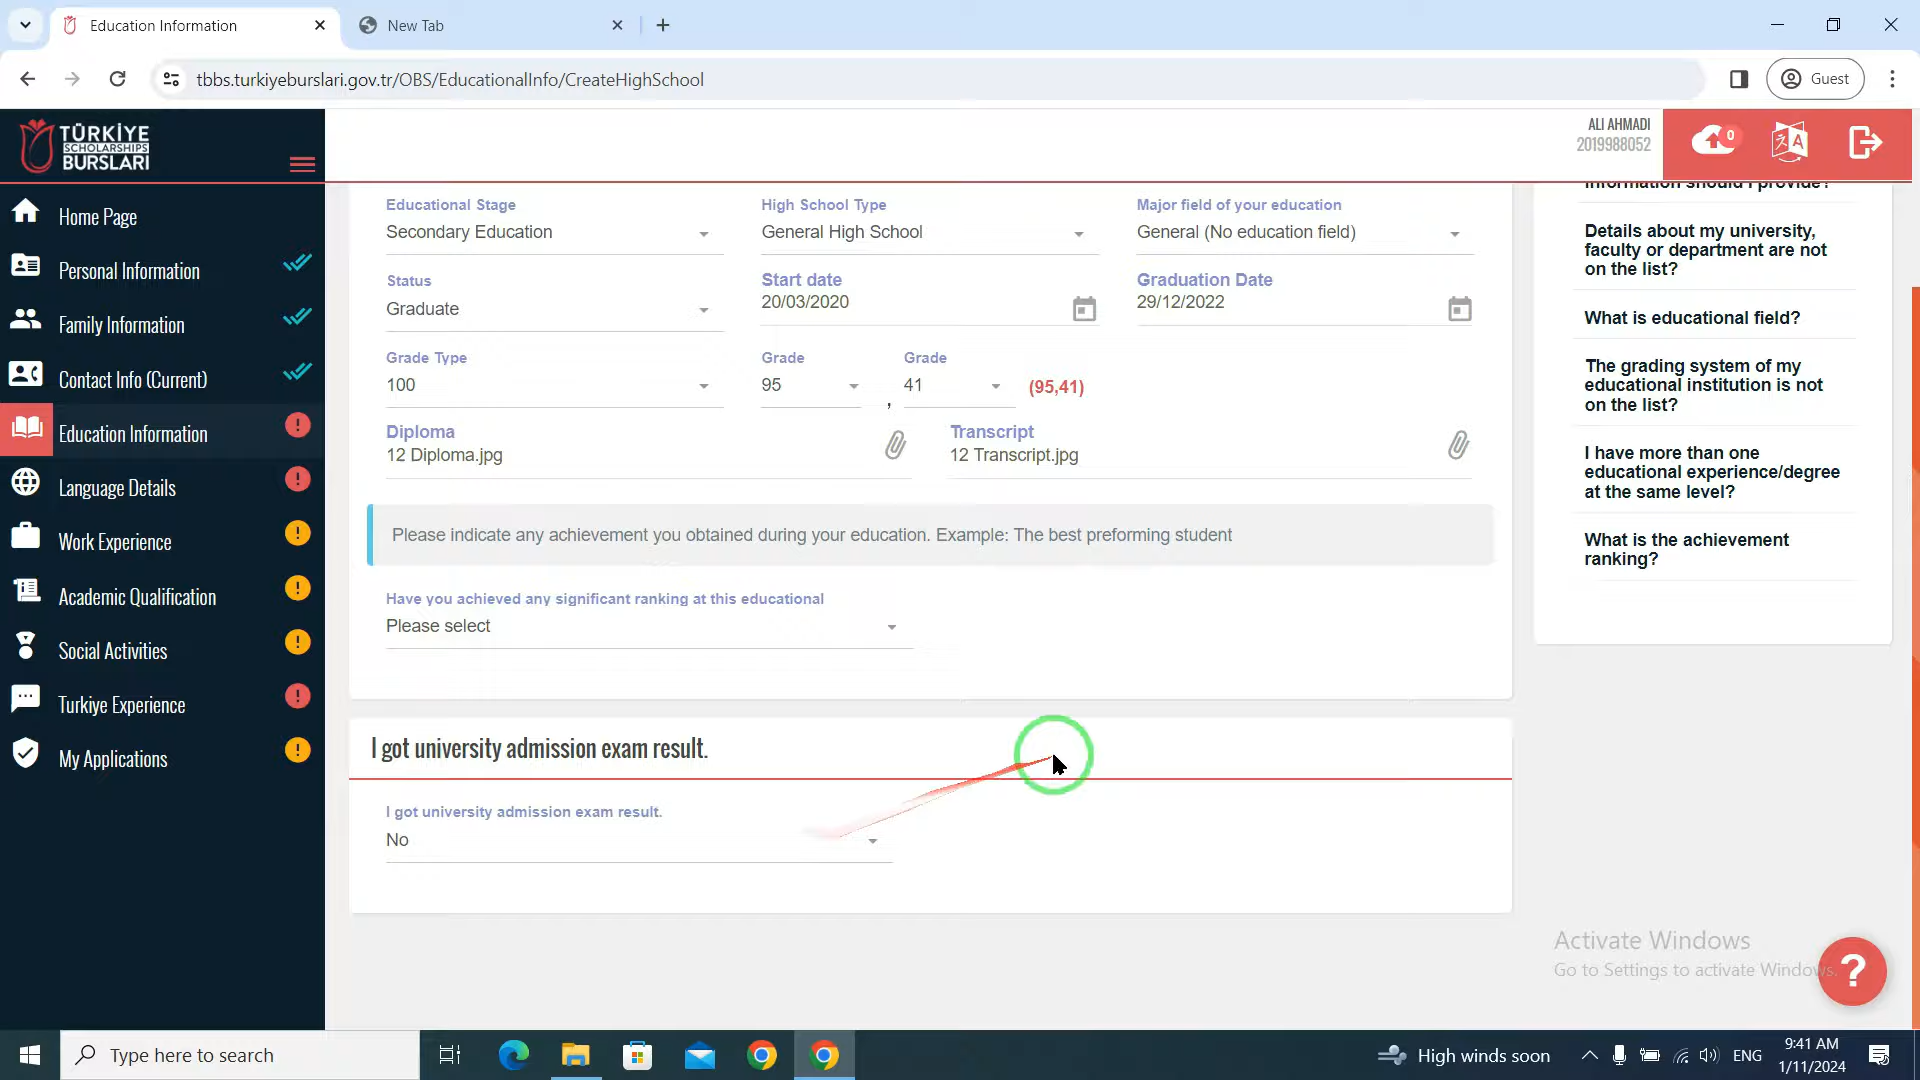 Education Information
New Tab
tbbs.turkiyeburslari.gov.tr/OBS/EducationalInfo/CreateHighSchool
Guest
TÜRKİYE
SCHOLARSHIPS
BURSLARI
ALI AHMADI
2019988052
0
A
Home Page
Personal Information
Family Information
Contact Info (Current)
Education Information
Language Details
Work Experience
Academic Qualification
Social Activities
Turkiye Experience
My Applications
Educational Stage
Secondary Education
High School Type
General High School
Major field of your education
General (No education field)
Status
Graduate
Start date
20/03/2020
Graduation Date
29/12/2022
Grade Type
100
Grade
95
,
Grade
41
(95,41)
Diploma
12 Diploma.jpg
Transcript
12 Transcript.jpg
Please indicate any achievement you obtained during your education. Example: The best preforming student
Have you achieved any significant ranking at this educational
Please select
I got university admission exam result.
I got university admission exam result.
No
information should I provide?
Details about my university,
faculty or department are not
on the list?
What is educational field?
The grading system of my
educational institution is not
on the list?
I have more than one
educational experience/degree
at the same level?
What is the achievement
ranking?
Activate Windows
Go to Settings to activate Windows.
?
Type here to search
High winds soon
ENG
9:41 AM
1/11/2024